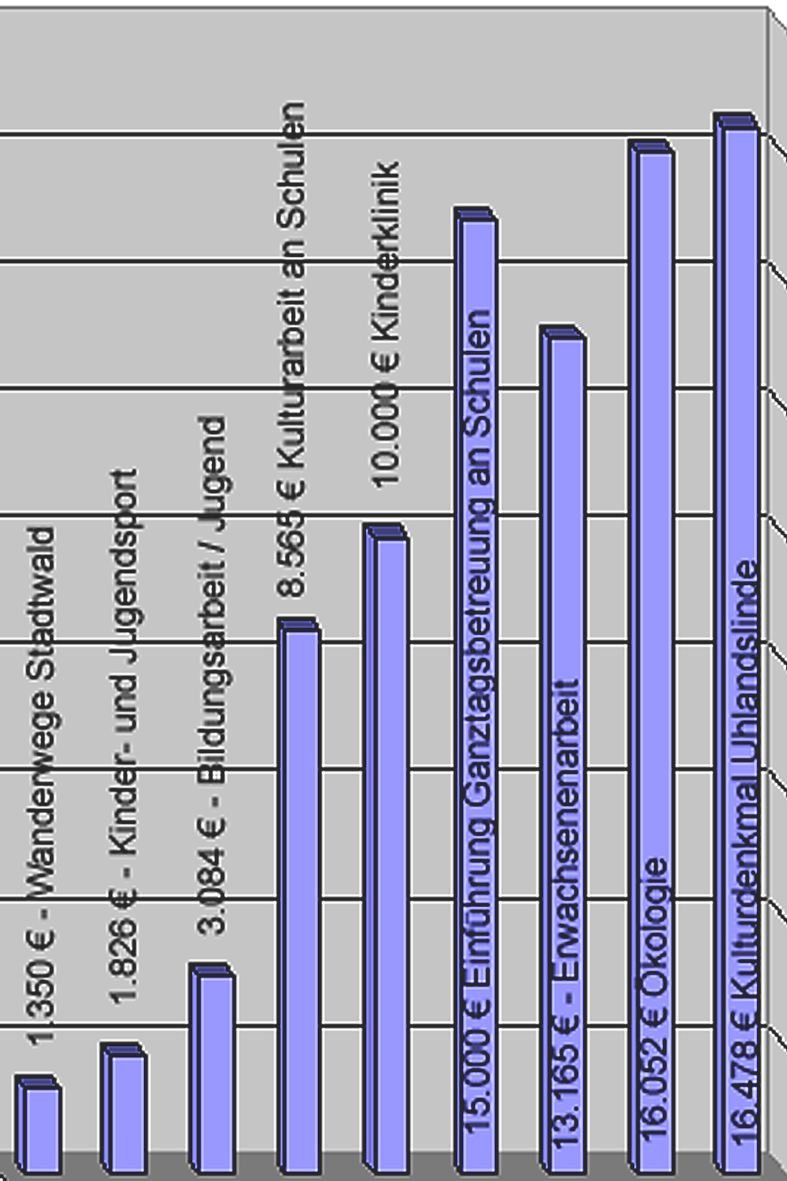 1.350 € - Wanderwege Stadtwald
1.826 € - Kinder- und Jugendsport
3.084 € - Bildungsarbeit / Jugend
8.565 € Kulturarbeit an Schulen
10.000 € Kinderklinik
15.000 € Einführung Ganztagsbetreuung an Schulen
13.165 € - Erwachsenenarbeit
16.052 € Ökologie
16.478 € Kulturdenkmal Uhlandslinde